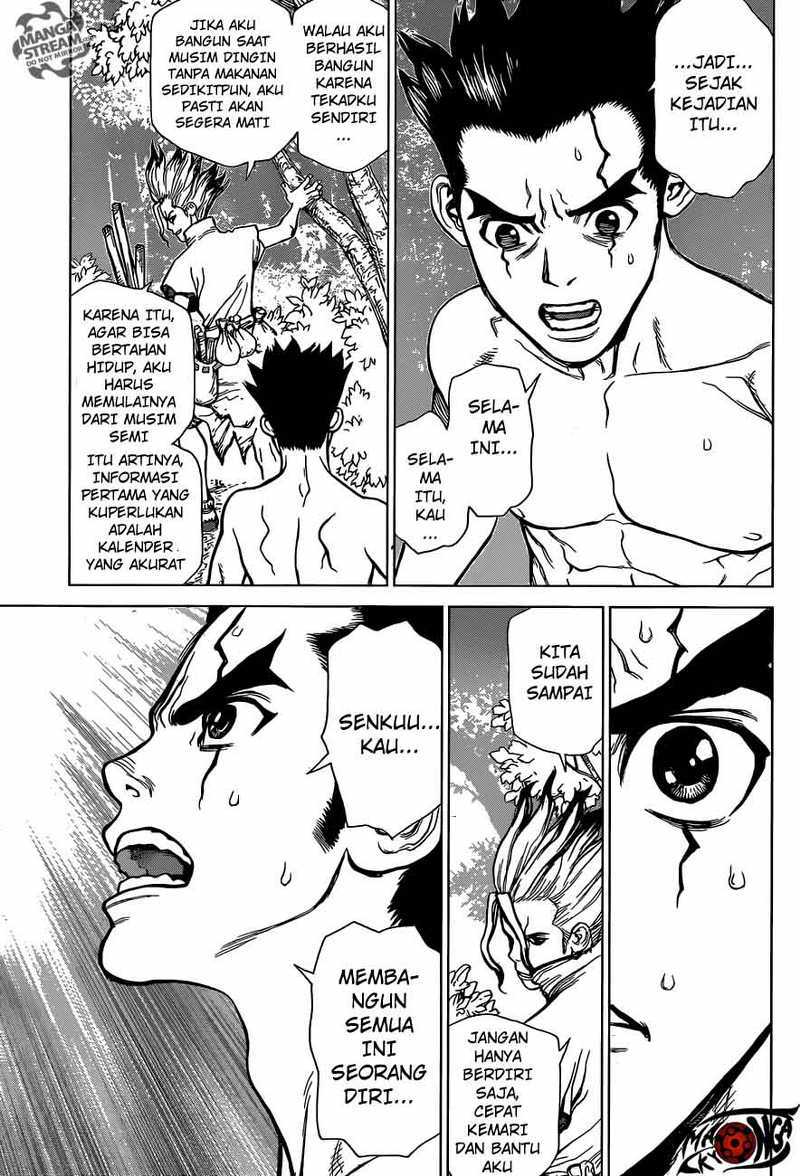 MANGA
STREAM.COM
DO NOT MIRROR
...JADI...
SEJAK
KEJADIAN
ITU...
SELA-
MA
INI...
SELA-
MA
ITU,
KAU
...
WALAU AKU
BERHASIL
BANGUN
KARENA
TEKADKU
SENDIRI
...
JIKA AKU
BANGUN SAAT
MUSIM DINGIN
TANPA MAKANAN
SEDIKITPUN, AKU
PASTI AKAN
SEGERA MATI
KARENA ITU,
AGAR BISA
BERTAHAN
HIDUP, AKU
HARUS
MEMULAINYA
DARI MUSIM
SEMI
ITU ARTINYA,
INFORMASI
PERTAMA YANG
KUPERLUKAN
ADALAH
KALENDER
YANG AKURAT
KITA
SUDAH
SAMPAI
JANGAN
HANYA
BERDIRI
SAJA,
CEPAT
KEMARI
DAN BANTU
AKU
SENKUU...
KAU...
MEMBA-
NGUN
SEMUA
INI
SEORANG
DIRI...